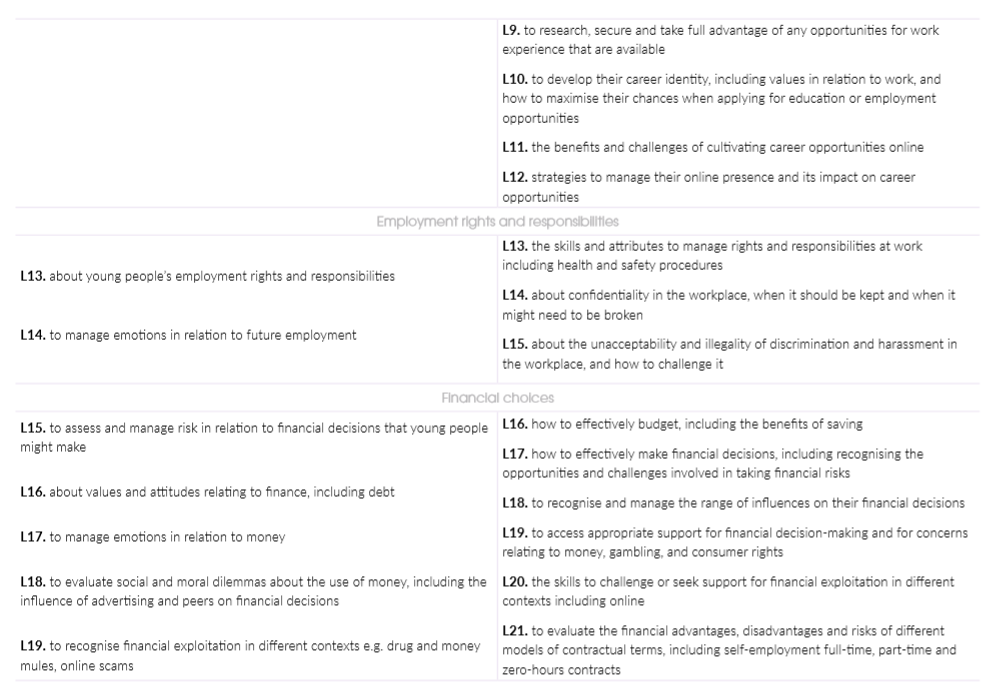 L9. to research, secure and take full advantage of any opportunities for work
experience that are available
L10. to develop their career identity, including values in relation to work, and
how to maximise their chances when applying for education or employment
opportunities
L11. the benefits and challenges of cultivating career opportunities online
L12. strategies to manage their online presence and its impact on career
opportunities
Employment rights and responsibilities
L13. about young people's employment rights and responsibilities
L14. to manage emotions in relation to future employment
L13. the skills and attributes to manage rights and responsibilities at work
including health and safety procedures
L14. about confidentiality in the workplace, when it should be kept and when it
might need to be broken
L15. about the unacceptability and illegality of discrimination and harassment in
the workplace, and how to challenge it
Financial choices
L15. to assess and manage risk in relation to financial decisions that young people
might make
L16. about values and attitudes relating to finance, including debt
L17. to manage emotions in relation to money
L18. to evaluate social and moral dilemmas about the use of money, including the
influence of advertising and peers on financial decisions
L19. to recognise financial exploitation in different contexts e.g. drug and money
mules, online scams
L16. how to effectively budget, including the benefits of saving
L17. how to effectively make financial decisions, including recognising the
opportunities and challenges involved in taking financial risks
L18. to recognise and manage the range of influences on their financial decisions
L19. to access appropriate support for financial decision-making and for concerns
relating to money, gambling, and consumer rights
L20. the skills to challenge or seek support for financial exploitation in different
contexts including online
L21. to evaluate the financial advantages, disadvantages and risks of different
models of contractual terms, including self-employment full-time, part-time and
zero-hours contracts